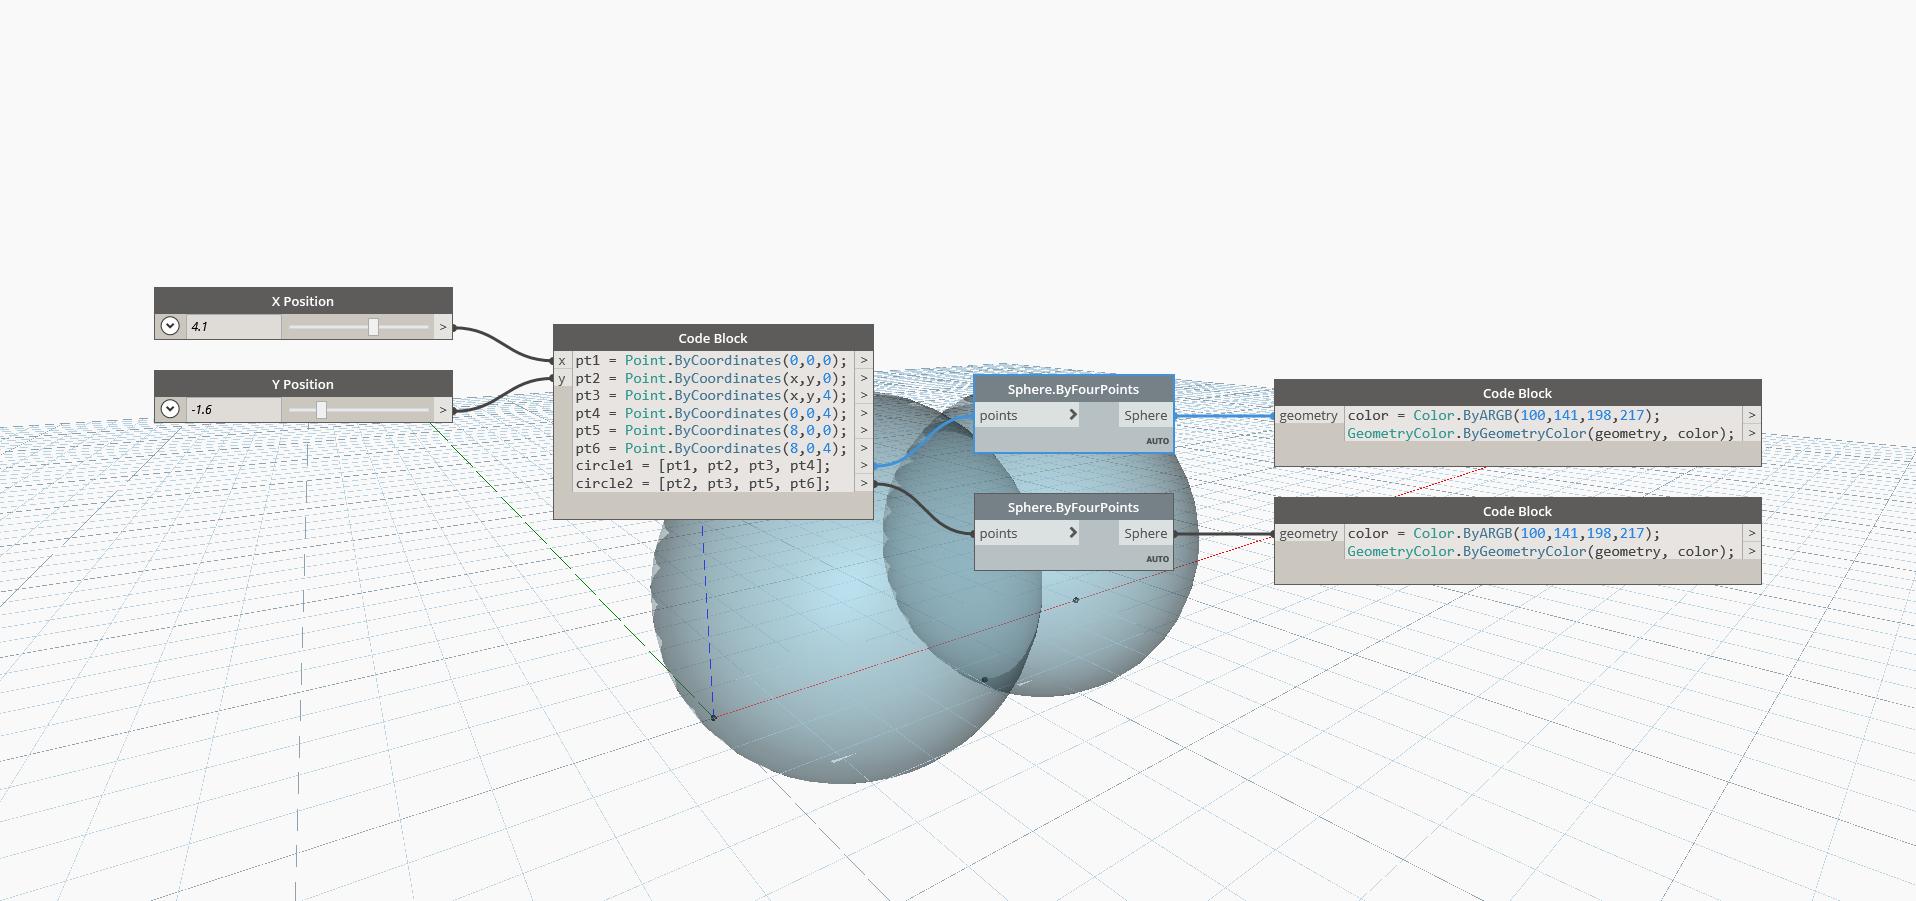 X Position
4.1
>
Y Position
-1.6
>
Code Block
x pt1 = Point.ByCoordinates(0,0,0); >
y pt2 = Point.ByCoordinates(x,y,0); >
pt3 = Point.ByCoordinates(x,y,4); >
pt4 = Point.ByCoordinates(0,0,4); >
pt5 = Point.ByCoordinates(8,0,0); >
pt6 = Point.ByCoordinates(8,0,4); >
circle1 = [pt1, pt2, pt3, pt4]; >
circle2 = [pt2, pt3, pt5, pt6]; >
Sphere.ByFourPoints
points > Sphere
AUTO
Sphere.ByFourPoints
points > Sphere
AUTO
Code Block
geometry color = Color.ByARGB(100,141,198,217); >
GeometryColor.ByGeometryColor(geometry, color); >
Code Block
geometry color = Color.ByARGB(100,141,198,217); >
GeometryColor.ByGeometryColor(geometry, color); >